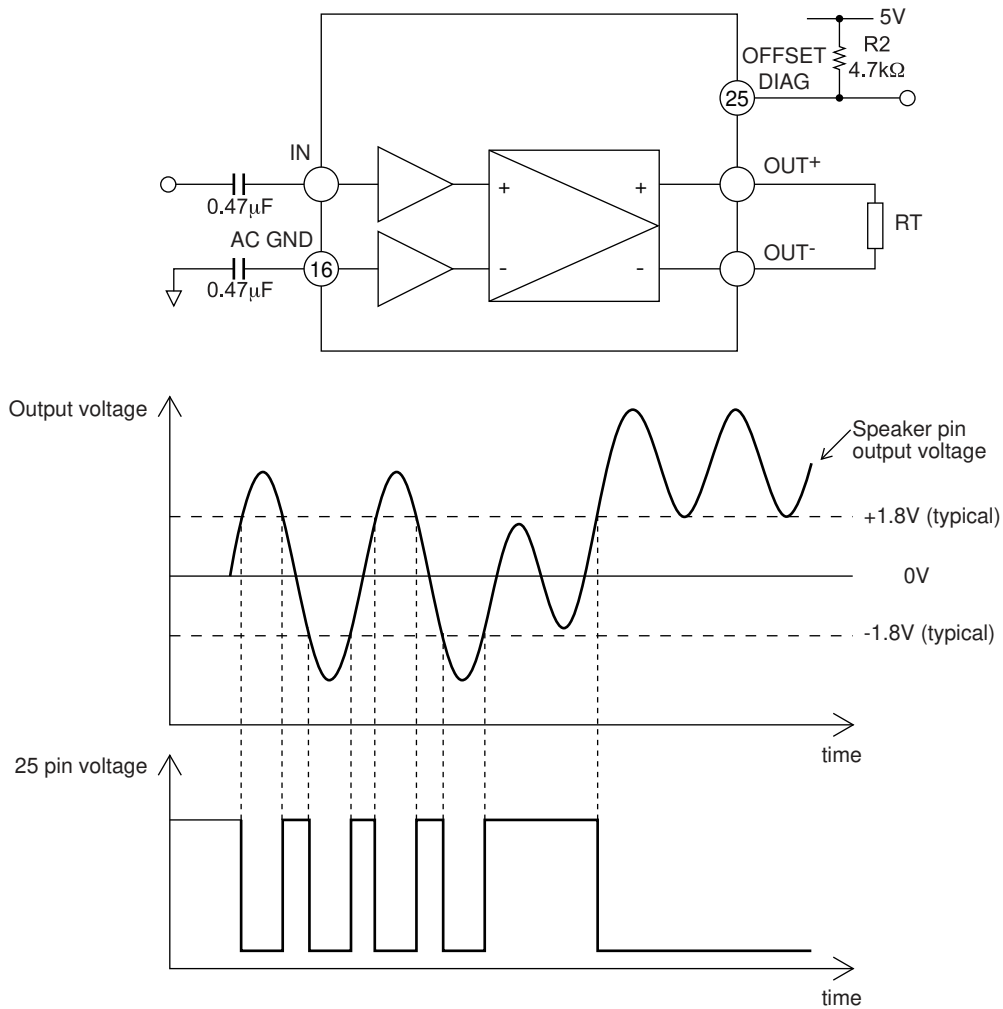 5V
R2
4.7kΩ
OFFSET
DIAG
25
IN
OUT+
0.47μF
+
+
RT
AC GND
OUT-
16
-
-
0.47μF
Output voltage
Speaker pin
output voltage
+1.8V (typical)
0V
-1.8V (typical)
time
25 pin voltage
time